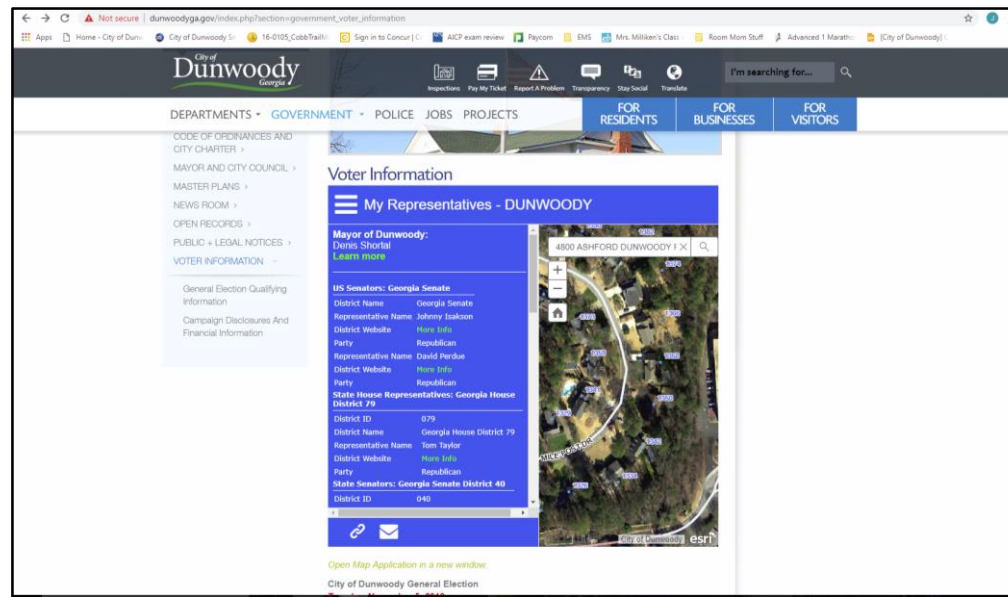 Not secure | dunwoodyga.gov/index.php?section=government_voter_information
Apps Home - City of Dunw City of Dunwoody Sm 16-0105_CobbTrailM Sign in to Concur | C AICP exam review Paycom EMS Mrs. Milliken's Class Room Mom Stuff Advanced 1 Maratho [City of Dunwoody]
City of
Dunwoody
Georgia
Inspections Pay My Ticket Report A Problem Transparency Stay Social Translate
I'm searching for...
DEPARTMENTS GOVERNMENT POLICE JOBS PROJECTS
FOR RESIDENTS
FOR BUSINESSES
FOR VISITORS
CODE OF ORDINANCES AND
CITY CHARTER ›
MAYOR AND CITY COUNCIL ›
MASTER PLANS ›
NEWS ROOM ›
OPEN RECORDS ›
PUBLIC + LEGAL NOTICES ›
VOTER INFORMATION
General Election Qualifying
Information
Campaign Disclosures And
Financial Information
Voter Information
My Representatives - DUNWOODY
Mayor of Dunwoody:
Denis Shortal
Learn more
US Senators: Georgia Senate
District Name Georgia Senate
Representative Name Johnny Isakson
District Website More Info
Party Republican
Representative Name David Perdue
District Website More Info
Party Republican
State House Representatives: Georgia House
District 79
District ID 079
District Name Georgia House District 79
Representative Name Tom Taylor
District Website More Info
Party Republican
State Senators: Georgia Senate District 40
District ID 040
4800 ASHFORD DUNWOODY
City of Dunwoody
esri
Open Map Application in a new window
City of Dunwoody General Election